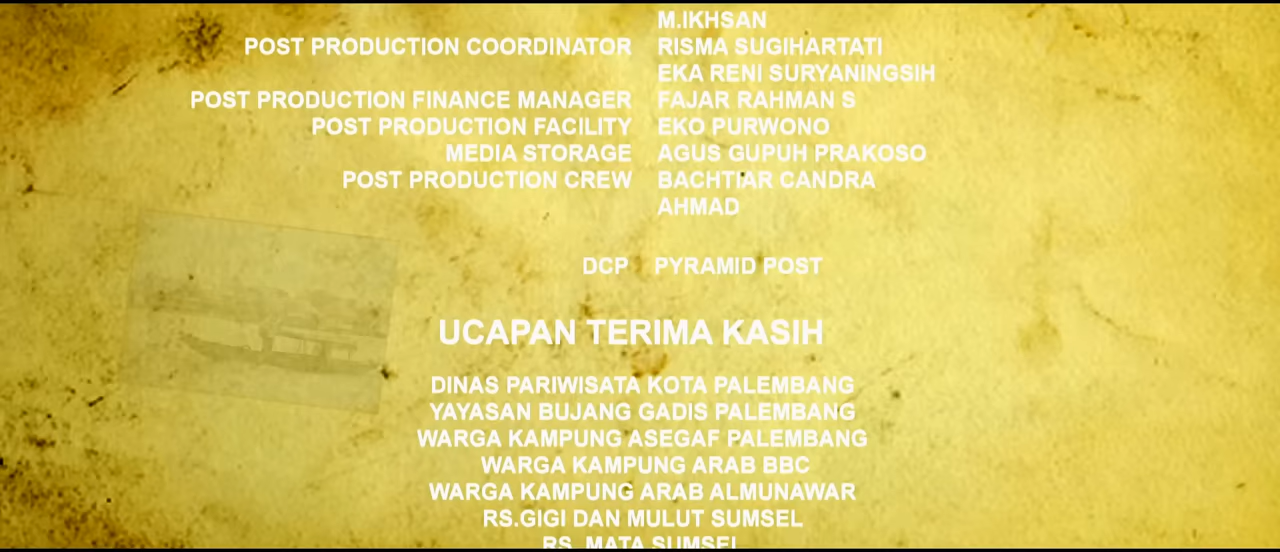 M.IKHSAN
POST PRODUCTION COORDINATOR RISMA SUGIHARTATI
EKA RENI SURYANINGSIH
POST PRODUCTION FINANCE MANAGER FAJAR RAHMAN S
POST PRODUCTION FACILITY EKO PURWONO
MEDIA STORAGE AGUS GUPUH PRAKOSO
POST PRODUCTION CREW BACHTIAR CANDRA
AHMAD
DCP PYRAMID POST
UCAPAN TERIMA KASIH
DINAS PARIWISATA KOTA PALEMBANG
YAYASAN BUJANG GADIS PALEMBANG
WARGA KAMPUNG ASEGAF PALEMBANG
WARGA KAMPUNG ARAB BBC
WARGA KAMPUNG ARAB ALMUNAWAR
RS.GIGI DAN MULUT SUMSEL
RS. MATA SUMSEL